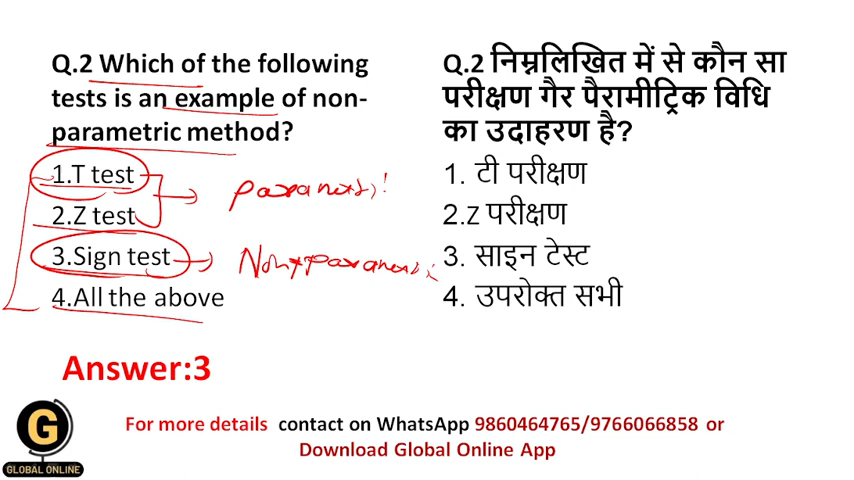 Q.2 Which of the following
tests is an example of non-
parametric method?
1.T test
2.Z test
3.Sign test
4.All the above
Answer:3
Q.2 निम्नलिखित में से कौन सा
परीक्षण गैर पैरामीट्रिक विधि
का उदाहरण है?
1. टी परीक्षण
2.Z परीक्षण
3. साइन टेस्ट
4. उपरोक्त सभी
G
GLOBAL ONLINE
For more details contact on WhatsApp 9860464765/9766066858 or
Download Global Online App